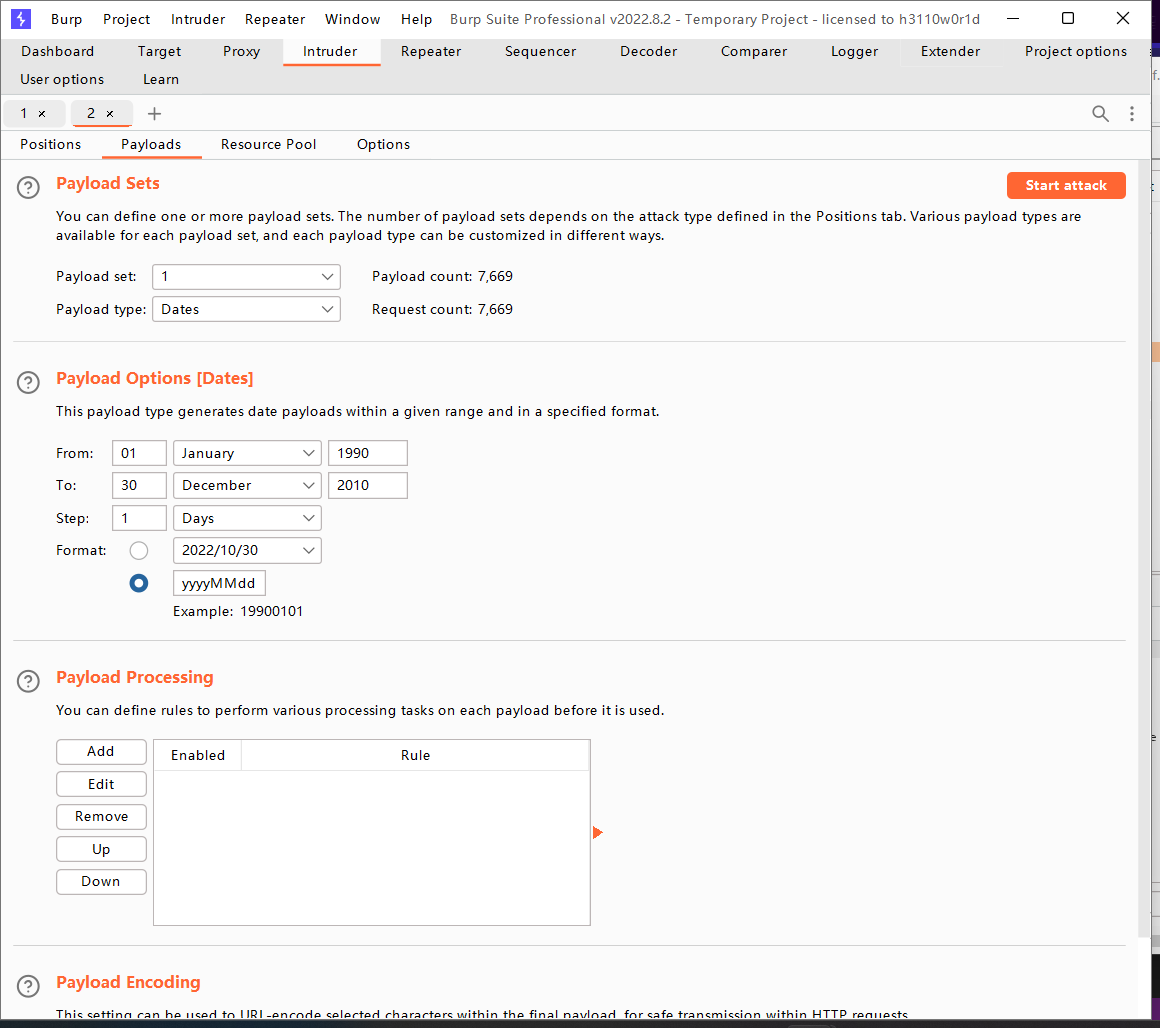 Burp Project Intruder Repeater Window Help Burp Suite Professional v2022.8.2 - Temporary Project - licensed to h3110w0r1d
Dashboard Target Proxy Intruder Repeater Sequencer Decoder Comparer Logger Extender Project options
User options Learn
1 × 2 × +
Positions Payloads Resource Pool Options
? Payload Sets Start attack
You can define one or more payload sets. The number of payload sets depends on the attack type defined in the Positions tab. Various payload types are
available for each payload set, and each payload type can be customized in different ways.
Payload set: 1 Payload count: 7,669
Payload type: Dates Request count: 7,669
? Payload Options [Dates]
This payload type generates date payloads within a given range and in a specified format.
From: 01 January 1990
To: 30 December 2010
Step: 1 Days
Format: 2022/10/30
yyyyMMdd
Example: 19900101
? Payload Processing
You can define rules to perform various processing tasks on each payload before it is used.
Add Enabled Rule
Edit
Remove
Up
Down
? Payload Encoding
This setting can be used to URL-encode selected characters within the final payload, for safe transmission within HTTP requests.